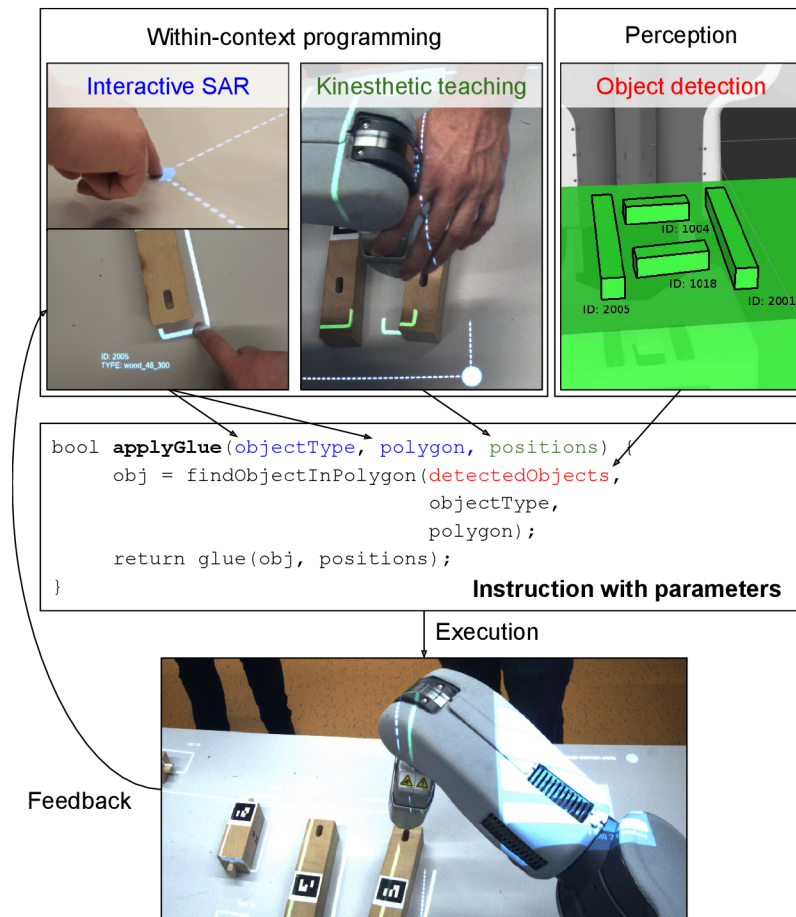 Within-context programming
Perception
Interactive SAR
Kinesthetic teaching
Object detection
ID: 1004
ID: 1018
ID: 2005
ID: 2001
ID: 2005
TYPE: wood_46_300
bool applyGlue(objectType, polygon, positions) {
obj = findObjectInPolygon(detectedObjects,
objectType,
polygon);
return glue(obj, positions);
}
Instruction with parameters
Execution
Feedback